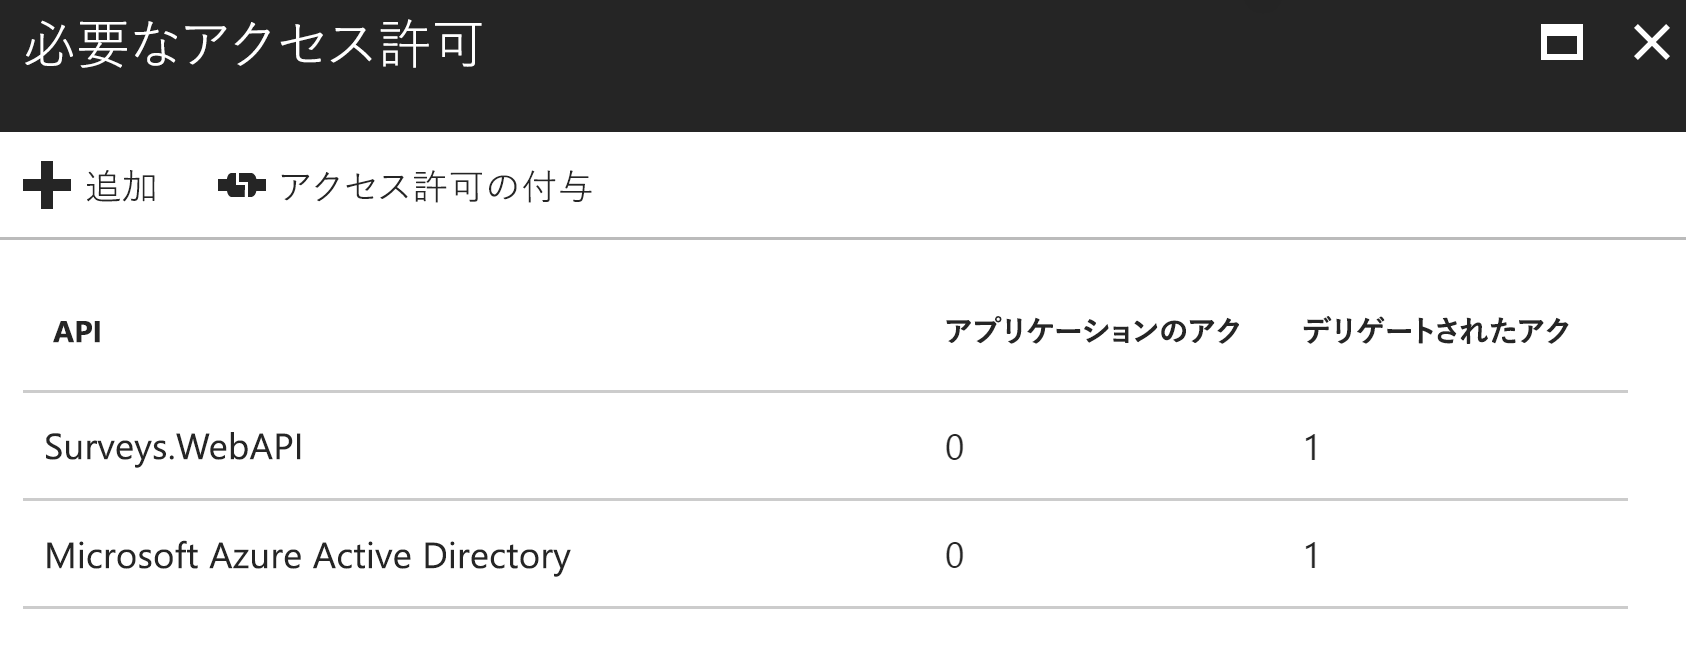 必要なアクセス許可
追加 アクセス許可の付与
API アプリケーションのアク デリゲートされたアク
Surveys.WebAPI 0 1
Microsoft Azure Active Directory 0 1